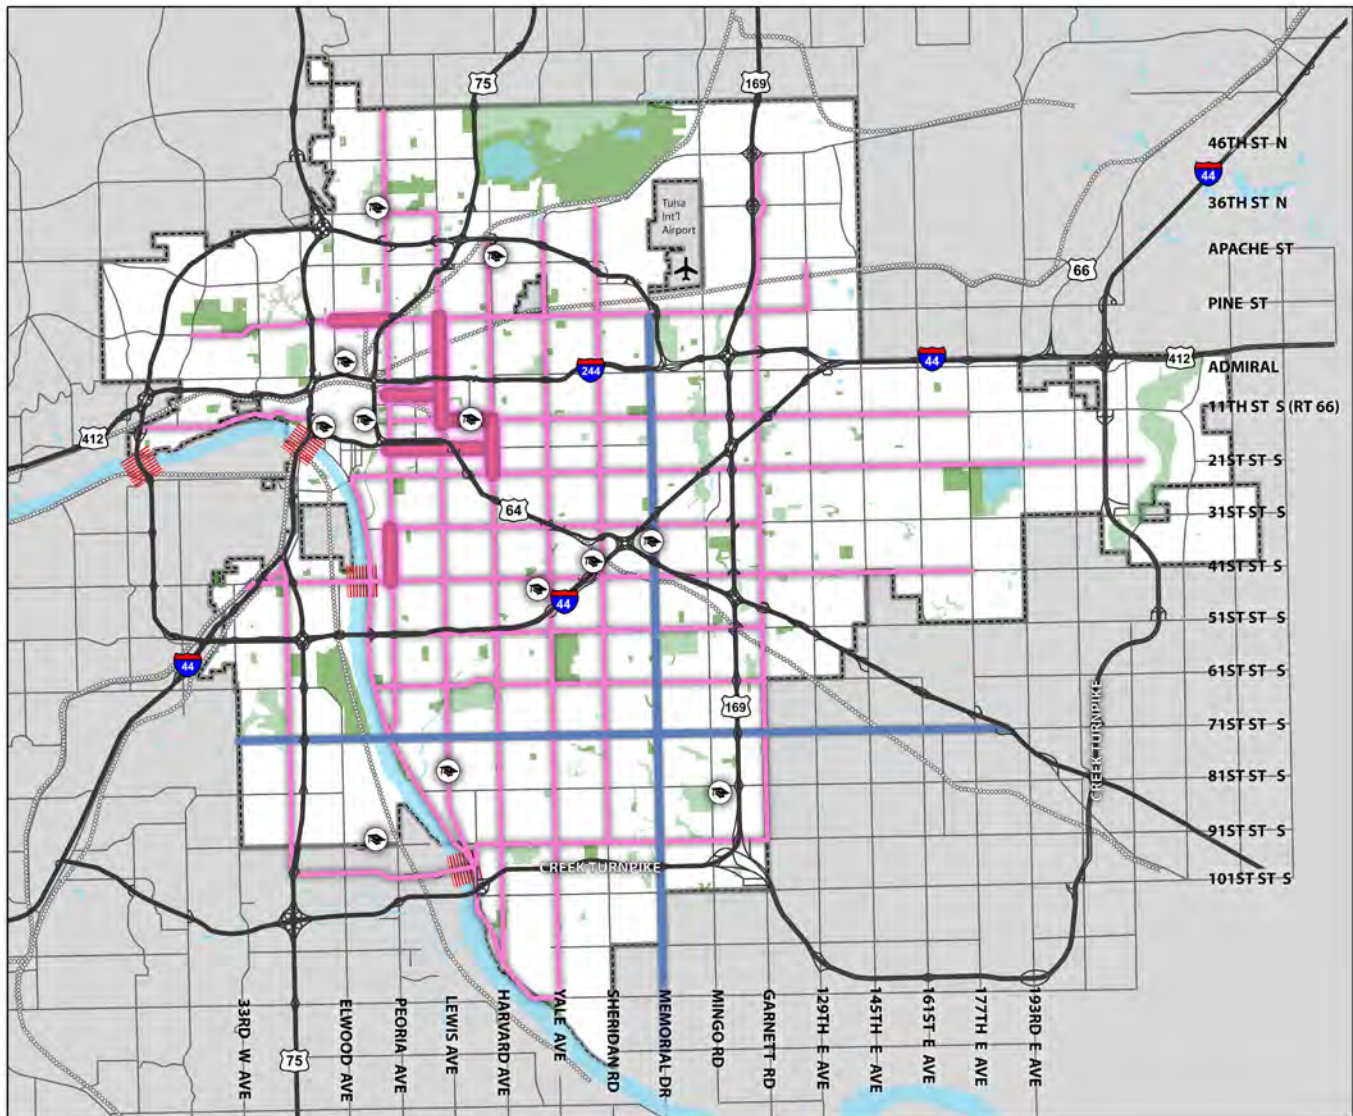 75
169
46TH ST N
44
36TH ST N
Tulsa
Int'l
Airport
APACHE ST
66
PINE ST
412
44
244
ADMIRAL
11TH ST S (RT 66)
412
21ST ST S
64
31ST ST S
41ST ST S
44
51ST ST S
44
61ST ST S
CREEK TURNPIKE
169
71ST ST S
81ST ST S
91ST ST S
CREEK TURNPIKE
101ST ST S
75
33RD W AVE
ELWOOD AVE
PEORIA AVE
LEWIS AVE
HARVARD AVE
YALE AVE
SHERIDAN RD
MEMORIAL DR
MINGO RD
GARNETT RD
129TH E AVE
145TH E AVE
161ST E AVE
177TH E AVE
193RD E AVE